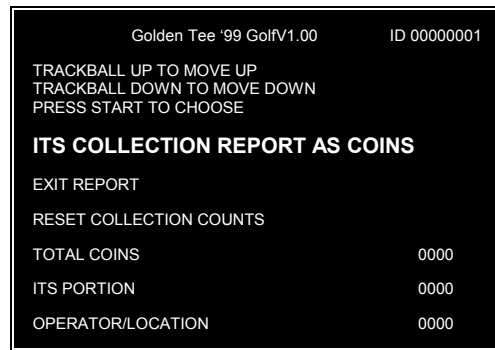 Golden Tee ‘99 GolfV1.00 ID 00000001
TRACKBALL UP TO MOVE UP
TRACKBALL DOWN TO MOVE DOWN
PRESS START TO CHOOSE
ITS COLLECTION REPORT AS COINS
EXIT REPORT
RESET COLLECTION COUNTS
TOTAL COINS 0000
ITS PORTION 0000
OPERATOR/LOCATION 0000